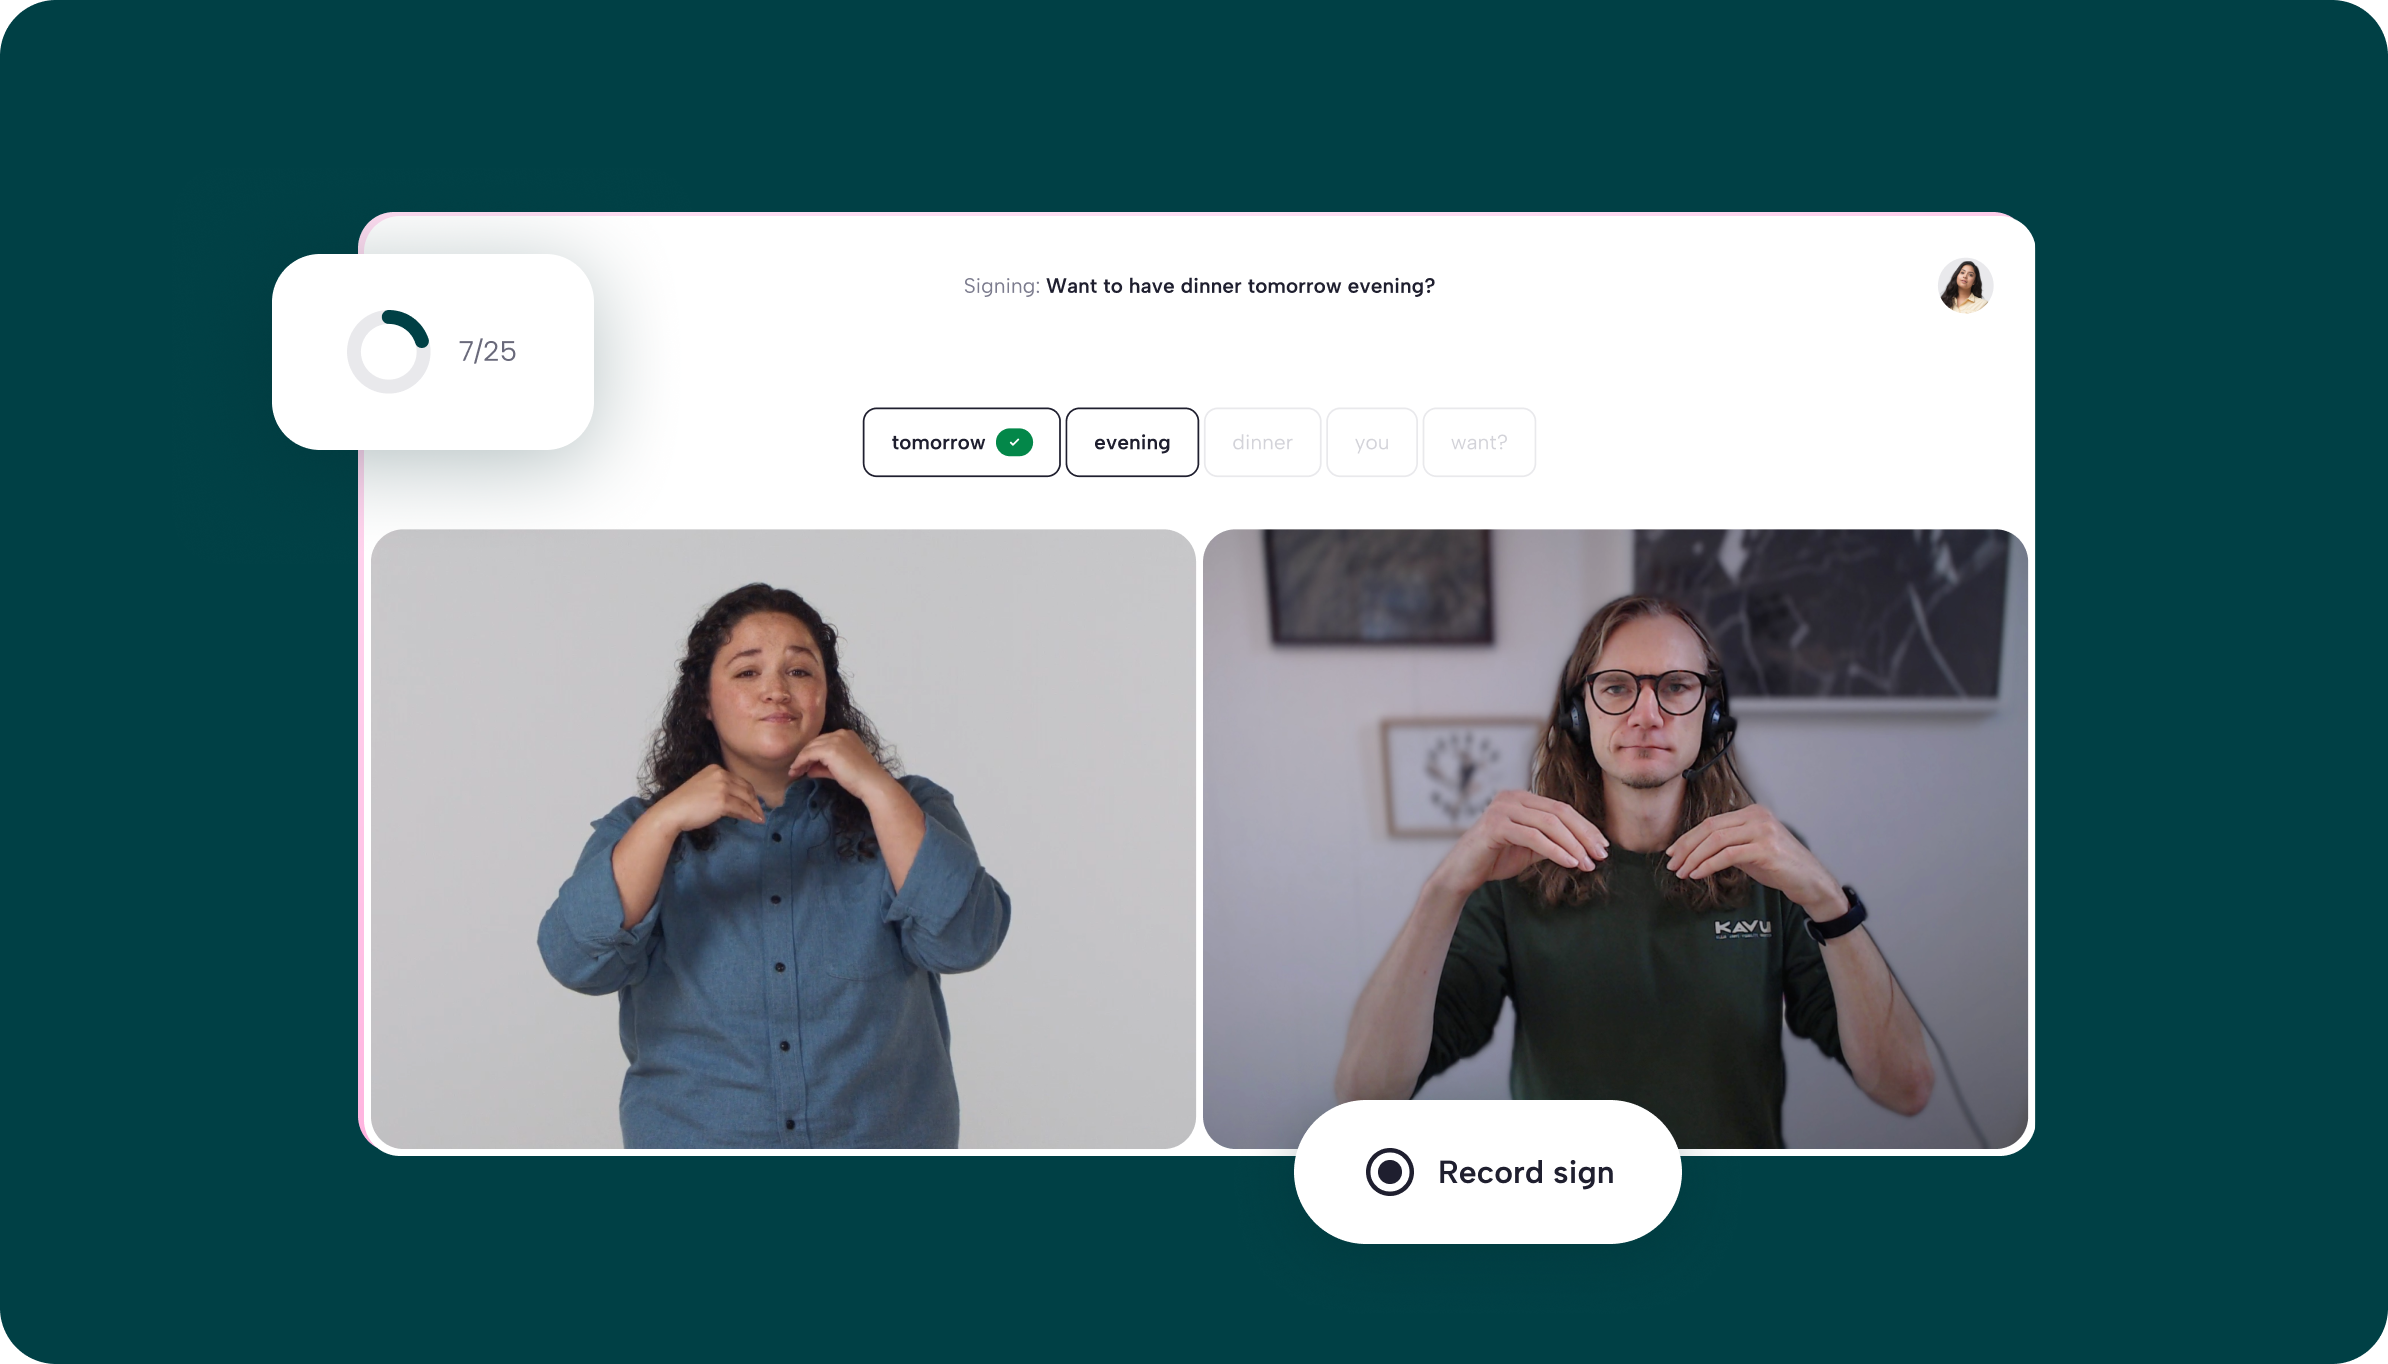 Signing: Want to have dinner tomorrow evening?
7/25
tomorrow evening dinner you want?
KAVU
Record sign